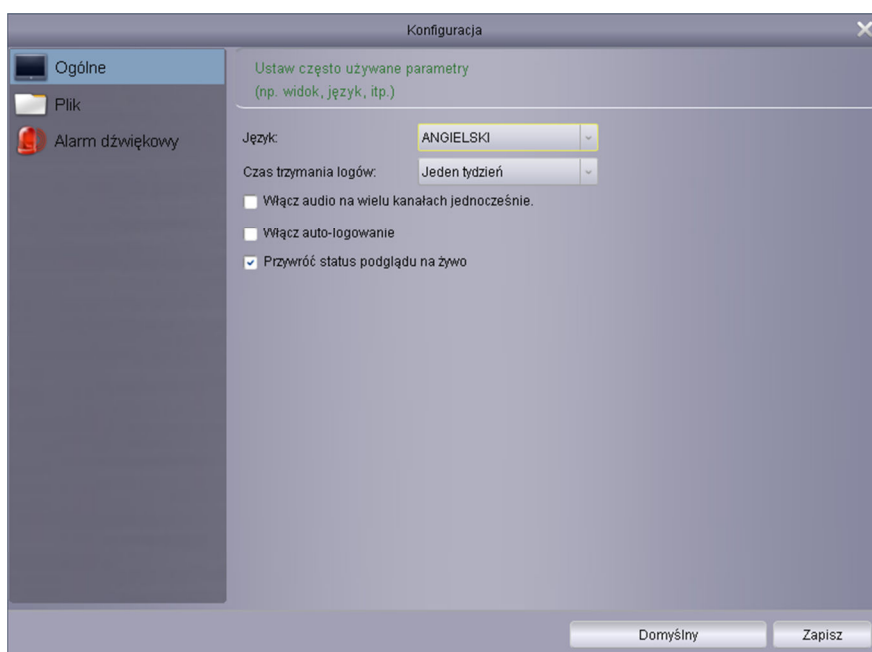 Konfiguracja
Ogólne
Plik
Alarm dźwiękowy
Ustaw często używane parametry
(np. widok, język, itp.)
Język: ANGIELSKI
Czas trzymania logów: Jeden tydzień
Włącz audio na wielu kanałach jednocześnie.
Włącz auto-logowanie
Przywróć status podglądu na żywo
Domyślny Zapisz